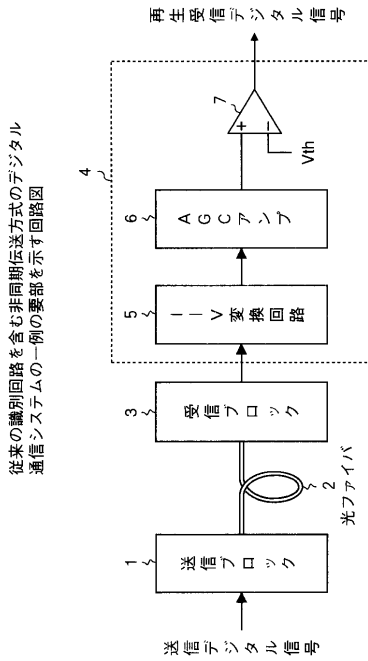 従来の識別回路を含む非同期伝送方式のデジタル
通信システムの一例の要部を示す回路図
送信デジタル信号
1
送信ブロック
2
光ファイバ
3
受信ブロック
4
5
I－V変換回路
6
AGCアンプ
7
+
−
Vth
再生受信デジタル信号